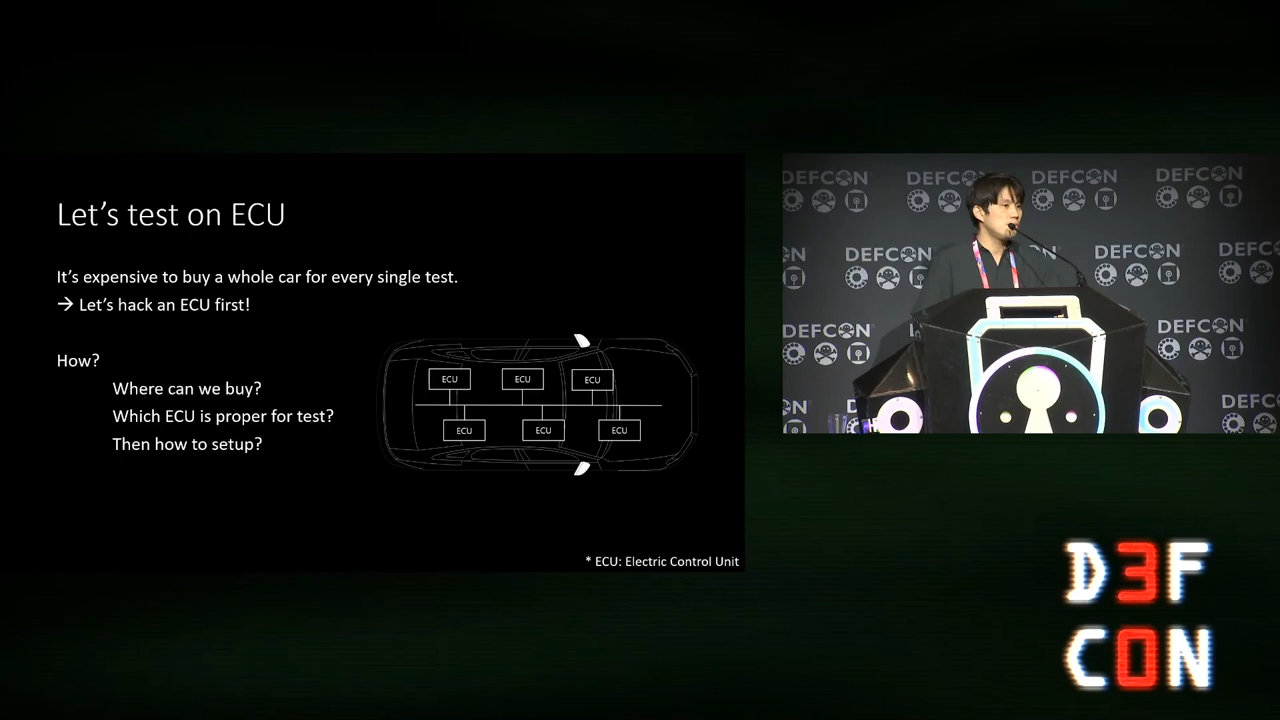 Let's test on ECU
It's expensive to buy a whole car for every single test.
→ Let's hack an ECU first!
How?
Where can we buy?
Which ECU is proper for test?
Then how to setup?
ECU
ECU
ECU
ECU
ECU
ECU
* ECU: Electric Control Unit
DEFCON
DEFCON
DEFCON
DEFCON
DEFCON
DEFCON
DEFCON
DEFCON
DEFCON
D3F
C0N